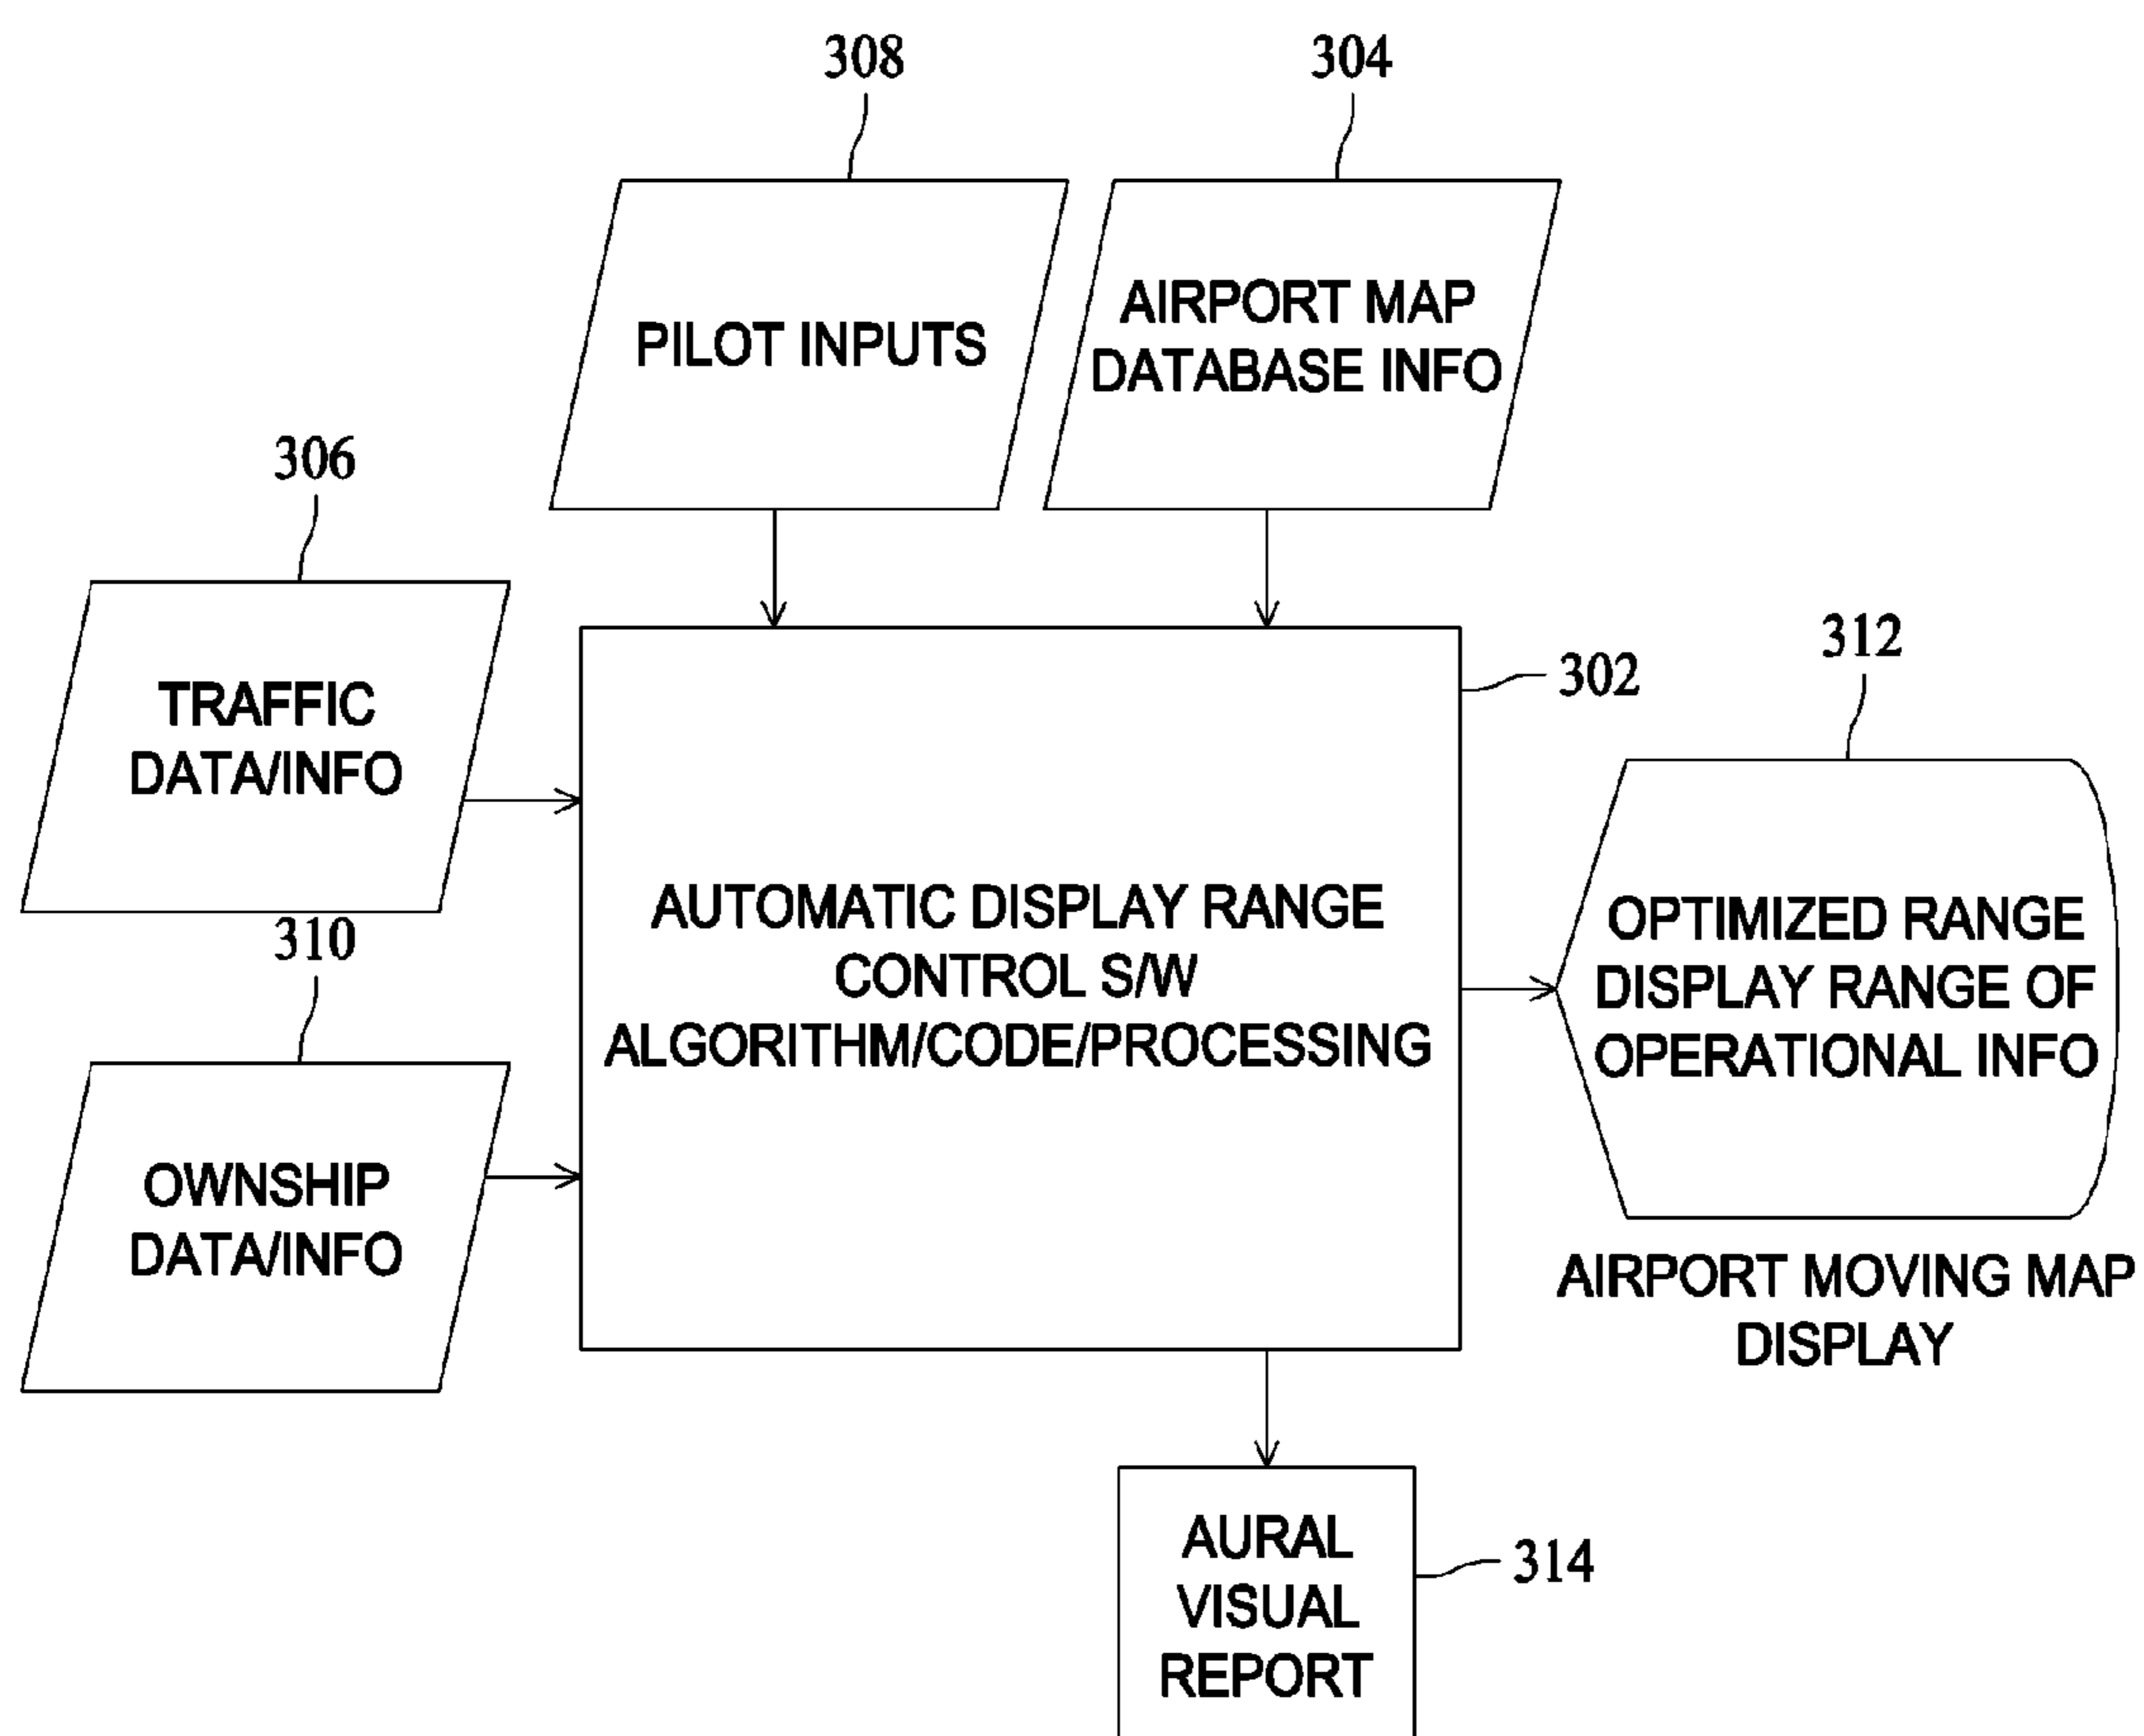 308
304
PILOT INPUTS
AIRPORT MAP
DATABASE INFO
306
TRAFFIC
DATA/INFO
302
312
310
AUTOMATIC DISPLAY RANGE
CONTROL S/W
ALGORITHM/CODE/PROCESSING
OPTIMIZED RANGE
DISPLAY RANGE OF
OPERATIONAL INFO
OWNSHIP
DATA/INFO
AIRPORT MOVING MAP
DISPLAY
AURAL
VISUAL
REPORT
314